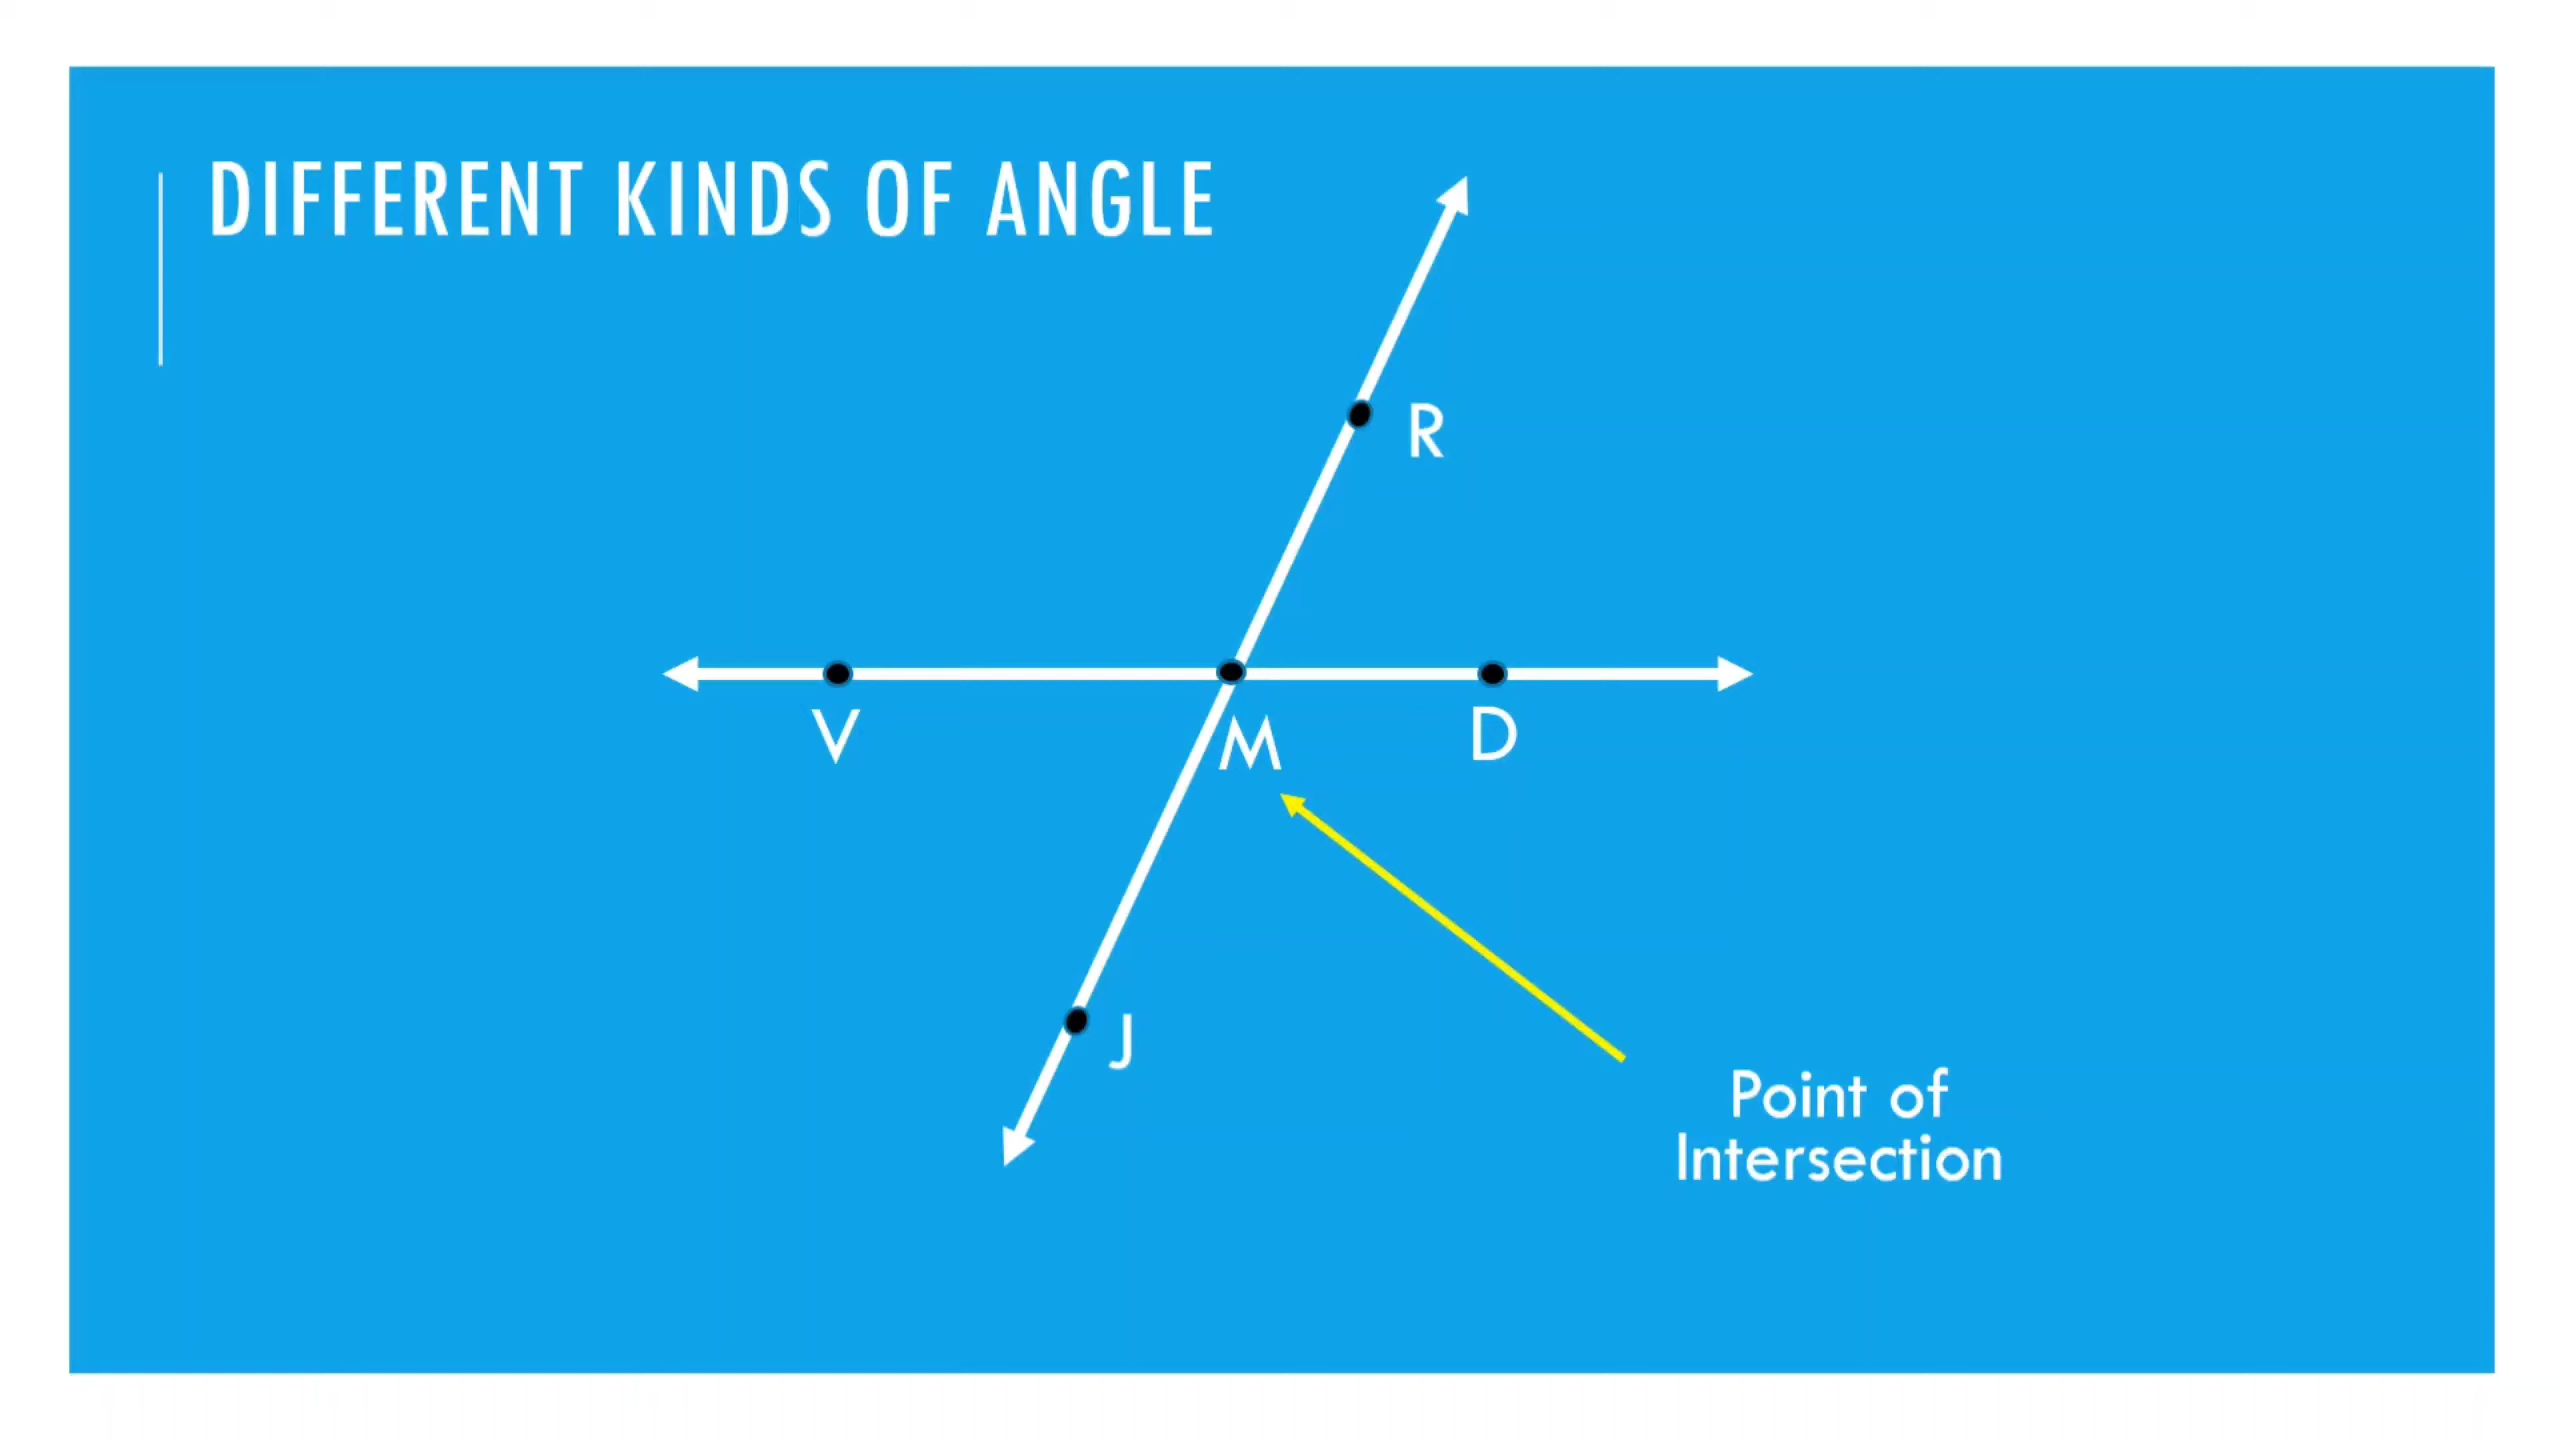 DIFFERENT KINDS OF ANGLE
R
V
M
D
J
Point of
Intersection